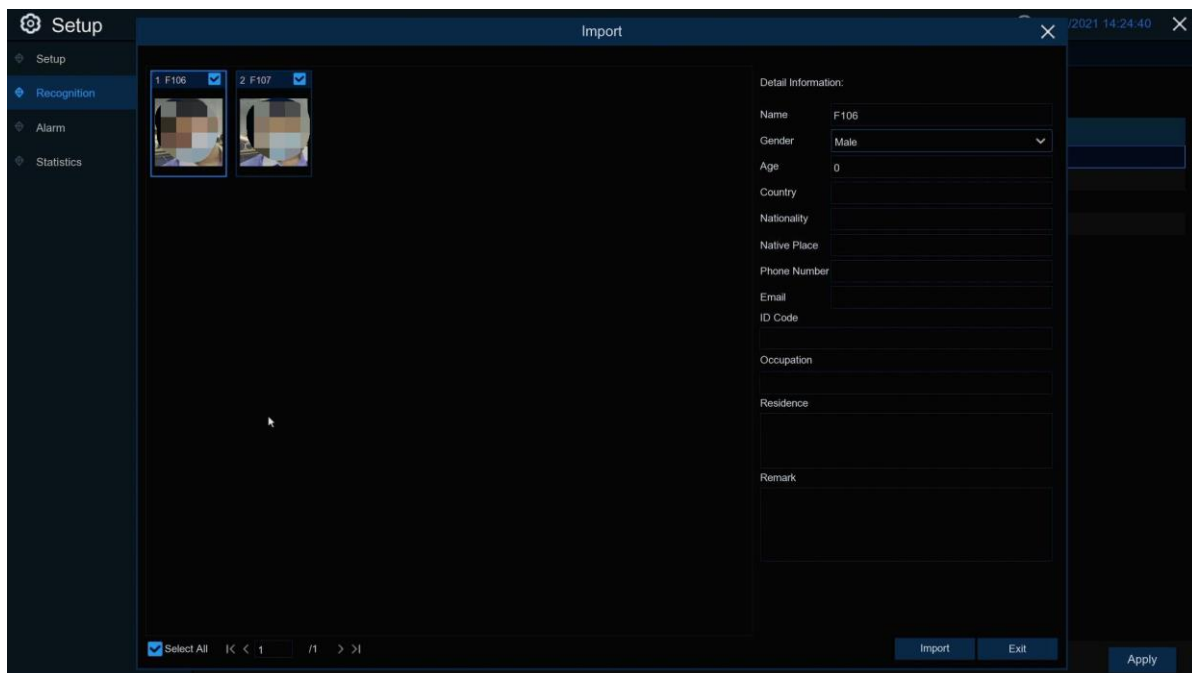 Setup
Import
/2021 14:24:40
Setup
Recognition
Alarm
Statistics
1 F106
2 F107
Detail Information:
Name F106
Gender Male
Age 0
Country
Nationality
Native Place
Phone Number
Email
ID Code
Occupation
Residence
Remark
Select All 1 /1
Import Exit
Apply